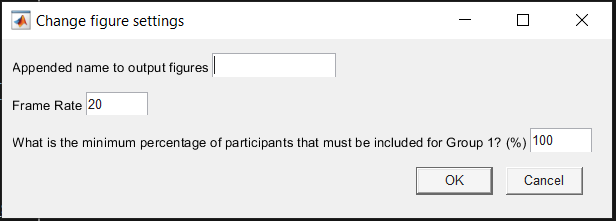 Change figure settings
Appended name to output figures
Frame Rate 20
What is the minimum percentage of participants that must be included for Group 1? (%) 100
OK Cancel